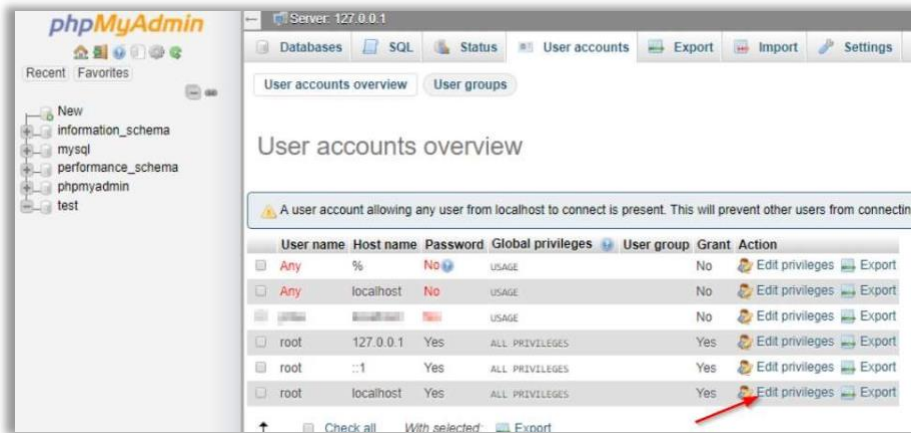 phpMyAdmin
Recent Favorites
New
information_schema
mysql
performance_schema
phpmyadmin
test
Server: 127.0.0.1
Databases SQL Status User accounts Export Import Settings
User accounts overview User groups
User accounts overview
A user account allowing any user from localhost to connect is present. This will prevent other users from connectin
User name Host name Password Global privileges User group Grant Action
Any % No USAGE No Edit privileges Export
Any localhost No USAGE No Edit privileges Export
USAGE No Edit privileges Export
root 127.0.0.1 Yes ALL PRIVILEGES Yes Edit privileges Export
root ::1 Yes ALL PRIVILEGES Yes Edit privileges Export
root localhost Yes ALL PRIVILEGES Yes Edit privileges Export
Check all With selected: Export